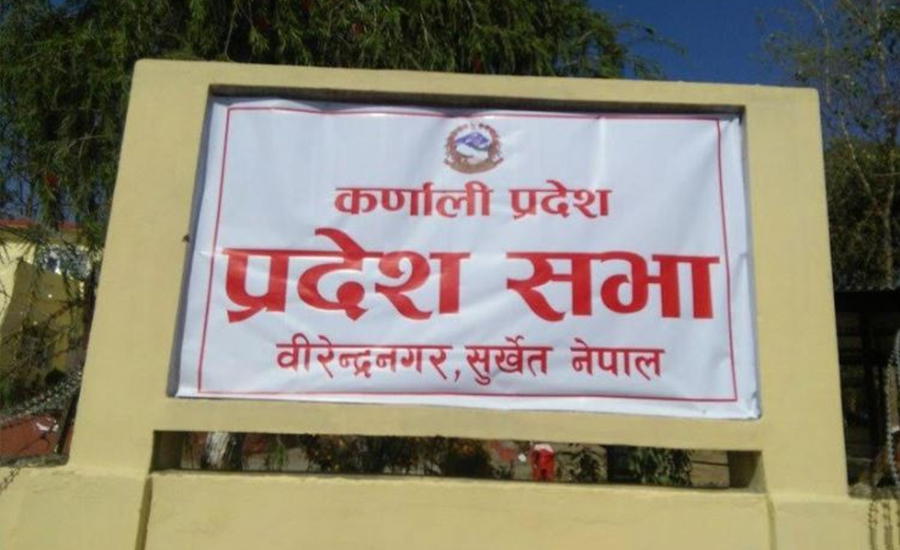 कर्णाली प्रदेश
प्रदेश सभा
वीरेन्द्रनगर, सुर्खेत नेपाल